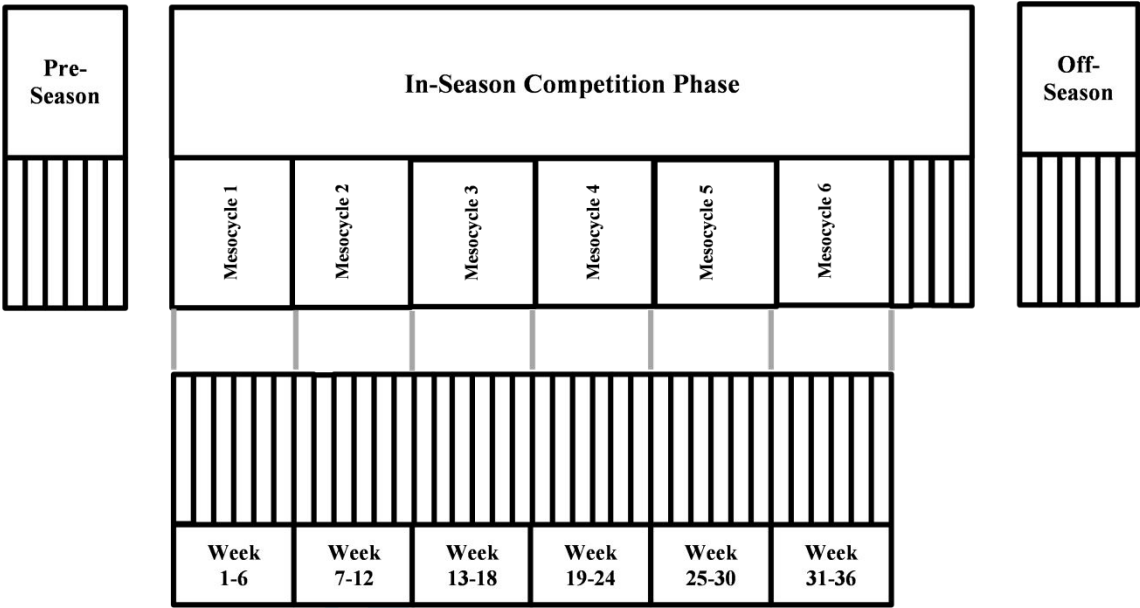 Pre-
Season
In-Season Competition Phase
Off-
Season
Mesocycle 1
Mesocycle 2
Mesocycle 3
Mesocycle 4
Mesocycle 5
Mesocycle 6
Week
1-6
Week
7-12
Week
13-18
Week
19-24
Week
25-30
Week
31-36